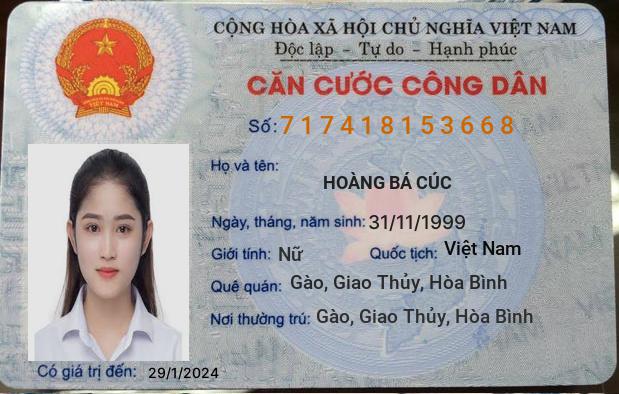 CỘNG HÒA XÃ HỘI CHỦ NGHĨA VIỆT NAM
Độc lập - Tự do - Hạnh phúc
CĂN CƯỚC CÔNG DÂN
Số: 717418153668
Họ và tên:
HOÀNG BÁ CÚC
Ngày, tháng, năm sinh: 31/11/1999
Giới tính: Nữ Quốc tịch: Việt Nam
Quê quán: Gào, Giao Thủy, Hòa Bình
Nơi thường trú: Gào, Giao Thủy, Hòa Bình
Có giá trị đến: 29/1/2024
VIỆT NAM